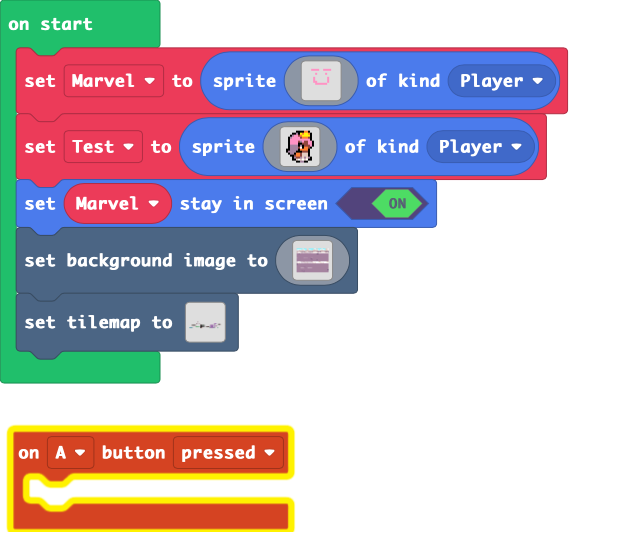 on start
set Marvel to sprite of kind Player
set Test to sprite of kind Player
set Marvel stay in screen ON
set background image to
set tilemap to
on A button pressed